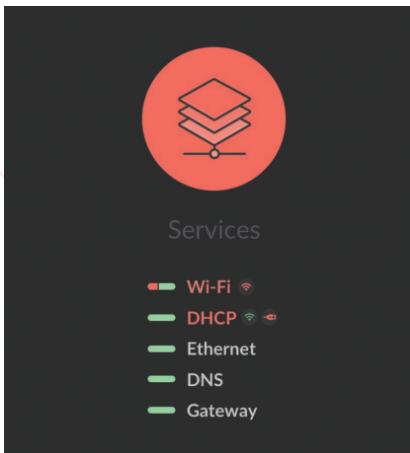 Services
Wi-Fi
DHCP
Ethernet
DNS
Gateway